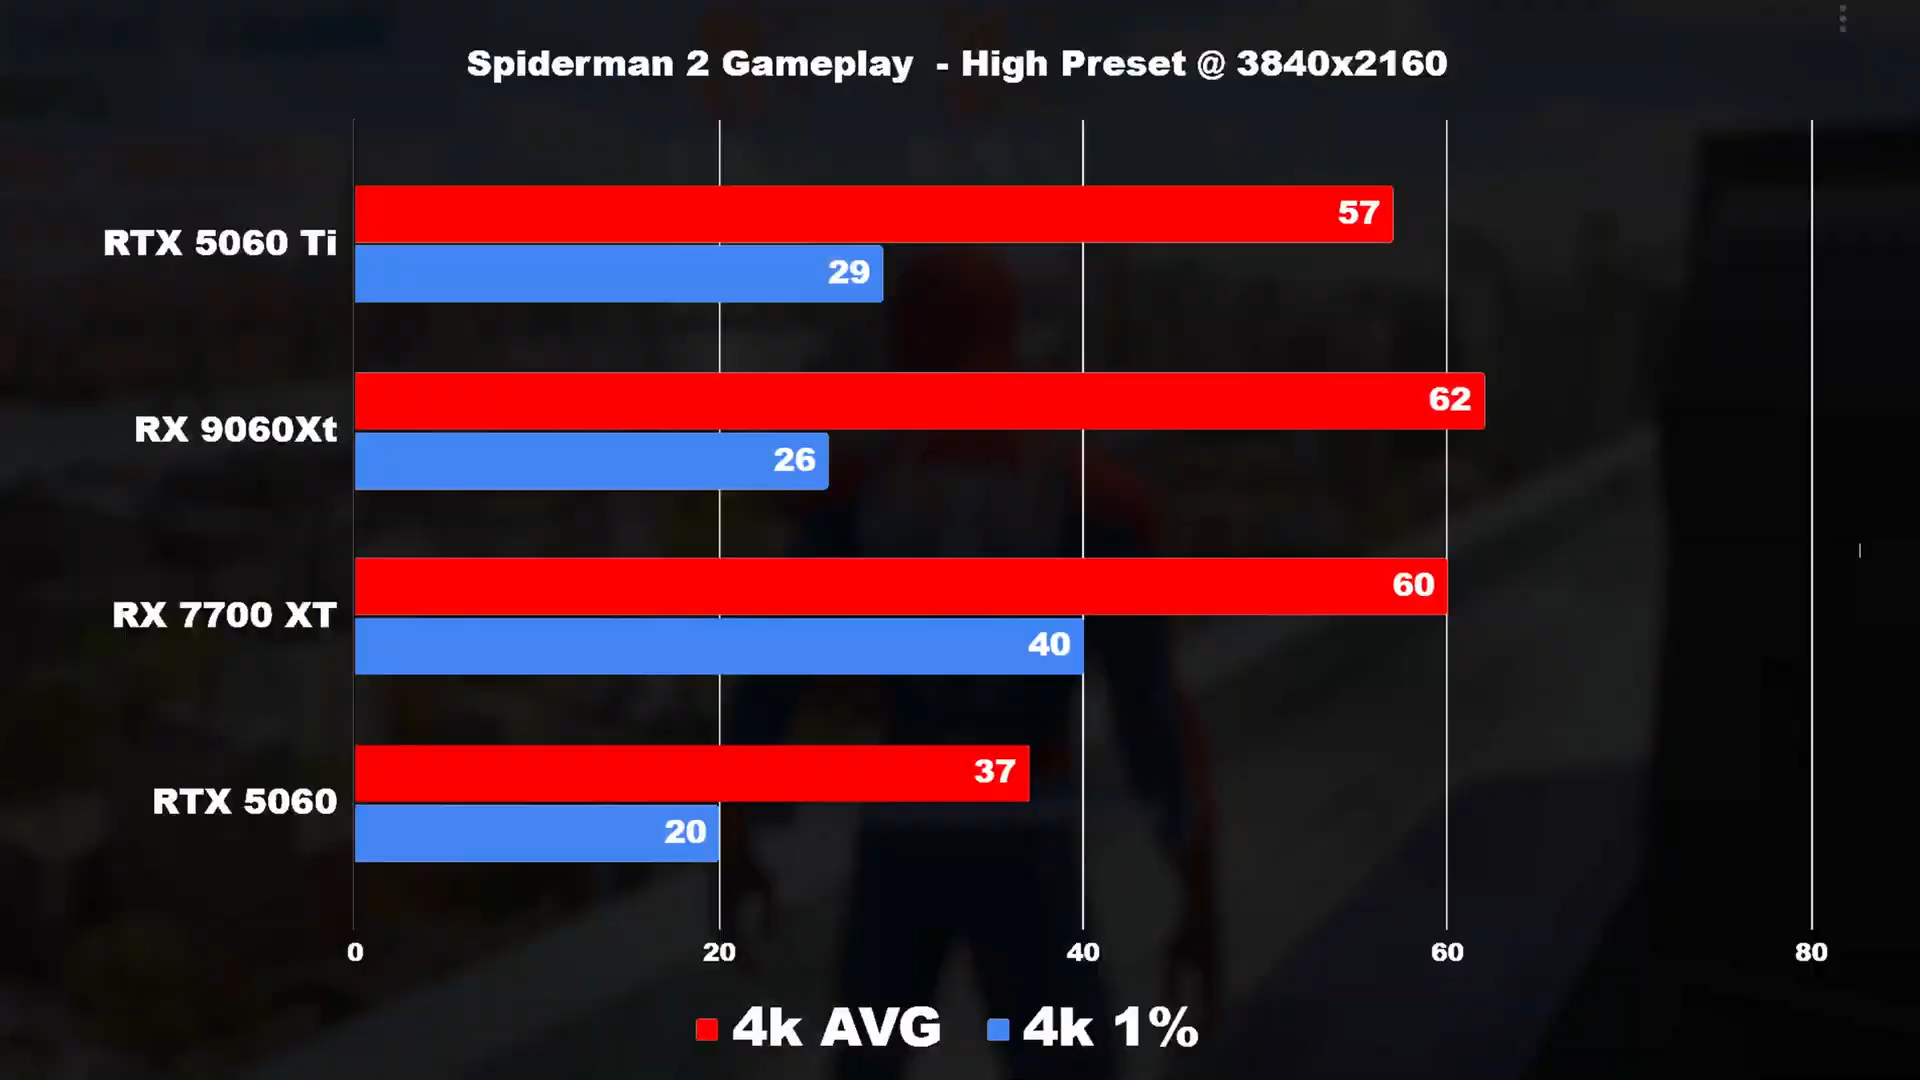 Spiderman 2 Gameplay - High Preset @ 3840x2160
RTX 5060 Ti
57
29
RX 9060Xt
62
26
RX 7700 XT
60
40
RTX 5060
37
20
0 20 40 60 80
4k AVG 4k 1%